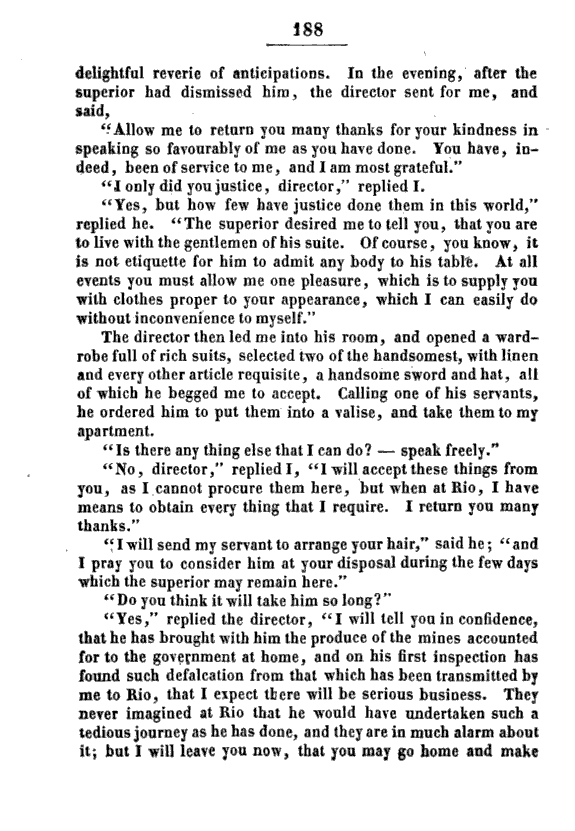 188
delightful reverie of anticipations. In the evening, after the
superior had dismissed him, the director sent for me, and
said,
“Allow me to return you many thanks for your kindness in
speaking so favourably of me as you have done. You have, in-
deed, been of service to me, and I am most grateful.”
“I only did you justice, director,” replied I.
“Yes, but how few have justice done them in this world,”
replied he. “The superior desired me to tell you, that you are
to live with the gentlemen of his suite. Of course, you know, it
is not etiquette for him to admit any body to his table. At all
events you must allow me one pleasure, which is to supply you
with clothes proper to your appearance, which I can easily do
without inconvenience to myself.”
The director then led me into his room, and opened a ward-
robe full of rich suits, selected two of the handsomest, with linen
and every other article requisite, a handsome sword and hat, all
of which he begged me to accept. Calling one of his servants,
he ordered him to put them into a valise, and take them to my
apartment.
“Is there any thing else that I can do? — speak freely.”
“No, director,” replied I, “I will accept these things from
you, as I cannot procure them here, but when at Rio, I have
means to obtain every thing that I require. I return you many
thanks.”
“I will send my servant to arrange your hair,” said he; “and
I pray you to consider him at your disposal during the few days
which the superior may remain here.”
“Do you think it will take him so long?”
“Yes,” replied the director, “I will tell you in confidence,
that he has brought with him the produce of the mines accounted
for to the government at home, and on his first inspection has
found such defalcation from that which has been transmitted by
me to Rio, that I expect there will be serious business. They
never imagined at Rio that he would have undertaken such a
tedious journey as he has done, and they are in much alarm about
it; but I will leave you now, that you may go home and make